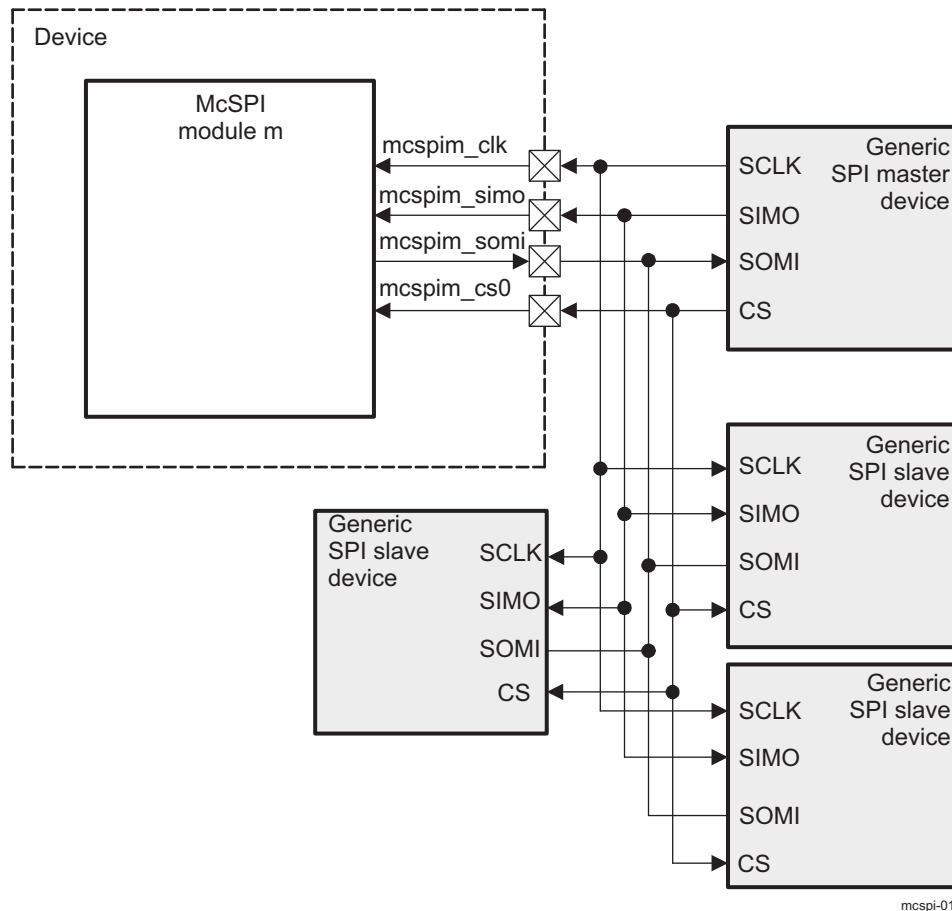 Device
McSPI
module m
mcspim_clk
mcspim_simo
mcspim_somi
mcspim_cs0
Generic
SPI master
device
SCLK
SIMO
SOMI
CS
Generic
SPI slave
device
SCLK
SIMO
SOMI
CS
Generic
SPI slave
device
SCLK
SIMO
SOMI
CS
Generic
SPI slave
device
SCLK
SIMO
SOMI
CS
mcspi-01